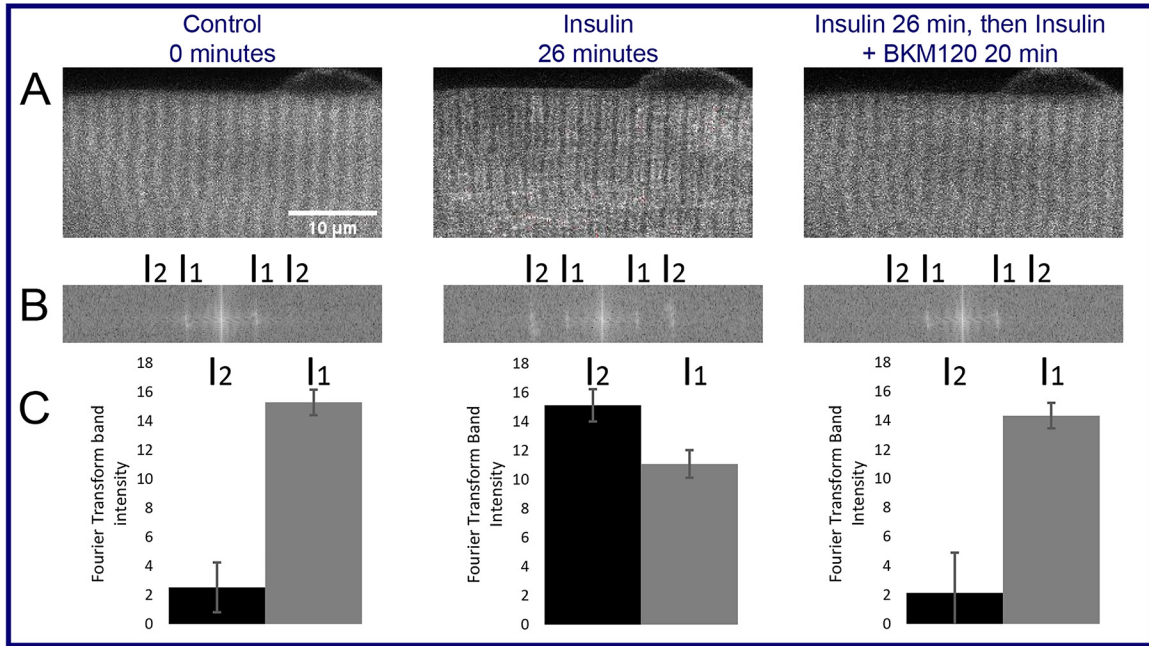 Control
0 minutes
Insulin
26 minutes
Insulin 26 min, then Insulin
+ BKM120 20 min
A
10 µm
B
I2 I1 I1 I2
I2 I1 I1 I2
I2 I1 I1 I2
C
Fourier Transform band
intensity
18
16
14
12
10
8
6
4
2
0
I2 I1
Fourier Transform Band
Intensity
18
16
14
12
10
8
6
4
2
0
I2 I1
Fourier Transform Band
Intensity
18
16
14
12
10
8
6
4
2
0
I2 I1